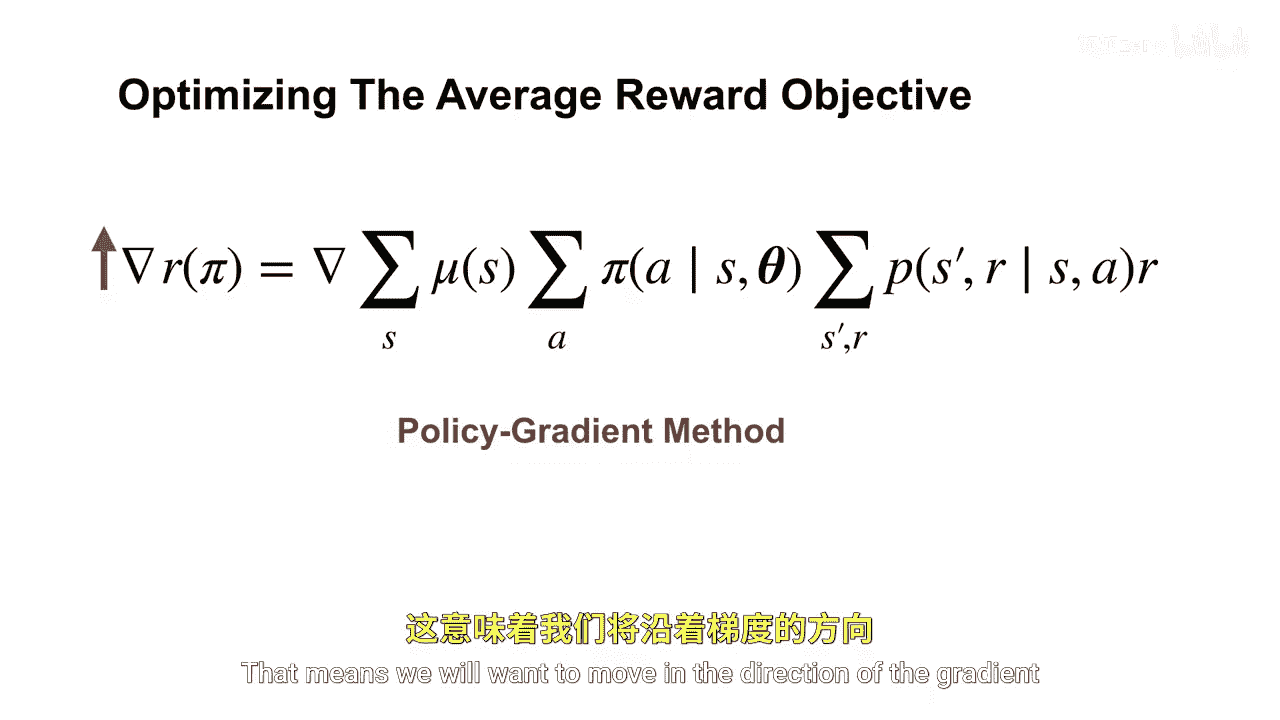 Optimizing The Average Reward Objective
↑∇r(π) = ∇ ∑_s μ(s) ∑_a π(a | s, θ) ∑_{s′,r} p(s′, r | s, a)r
Policy-Gradient Method
这意味着我们将沿着梯度的方向
That means we will want to move in the direction of the gradient